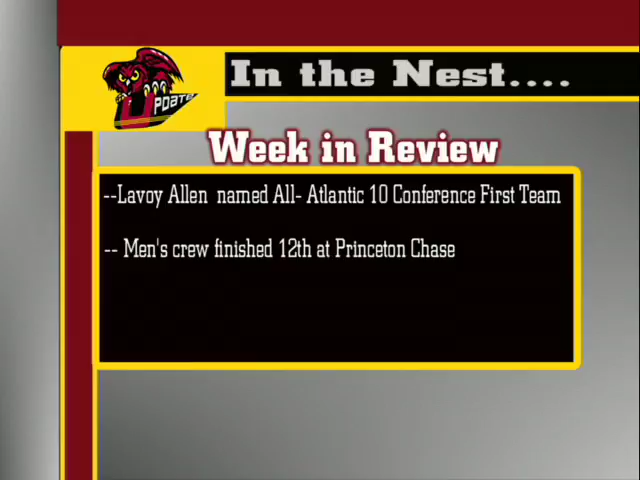 In the Nest....
UPDATE
Week in Review
--Lavoy Allen named All- Atlantic 10 Conference First Team
-- Men's crew finished 12th at Princeton Chase